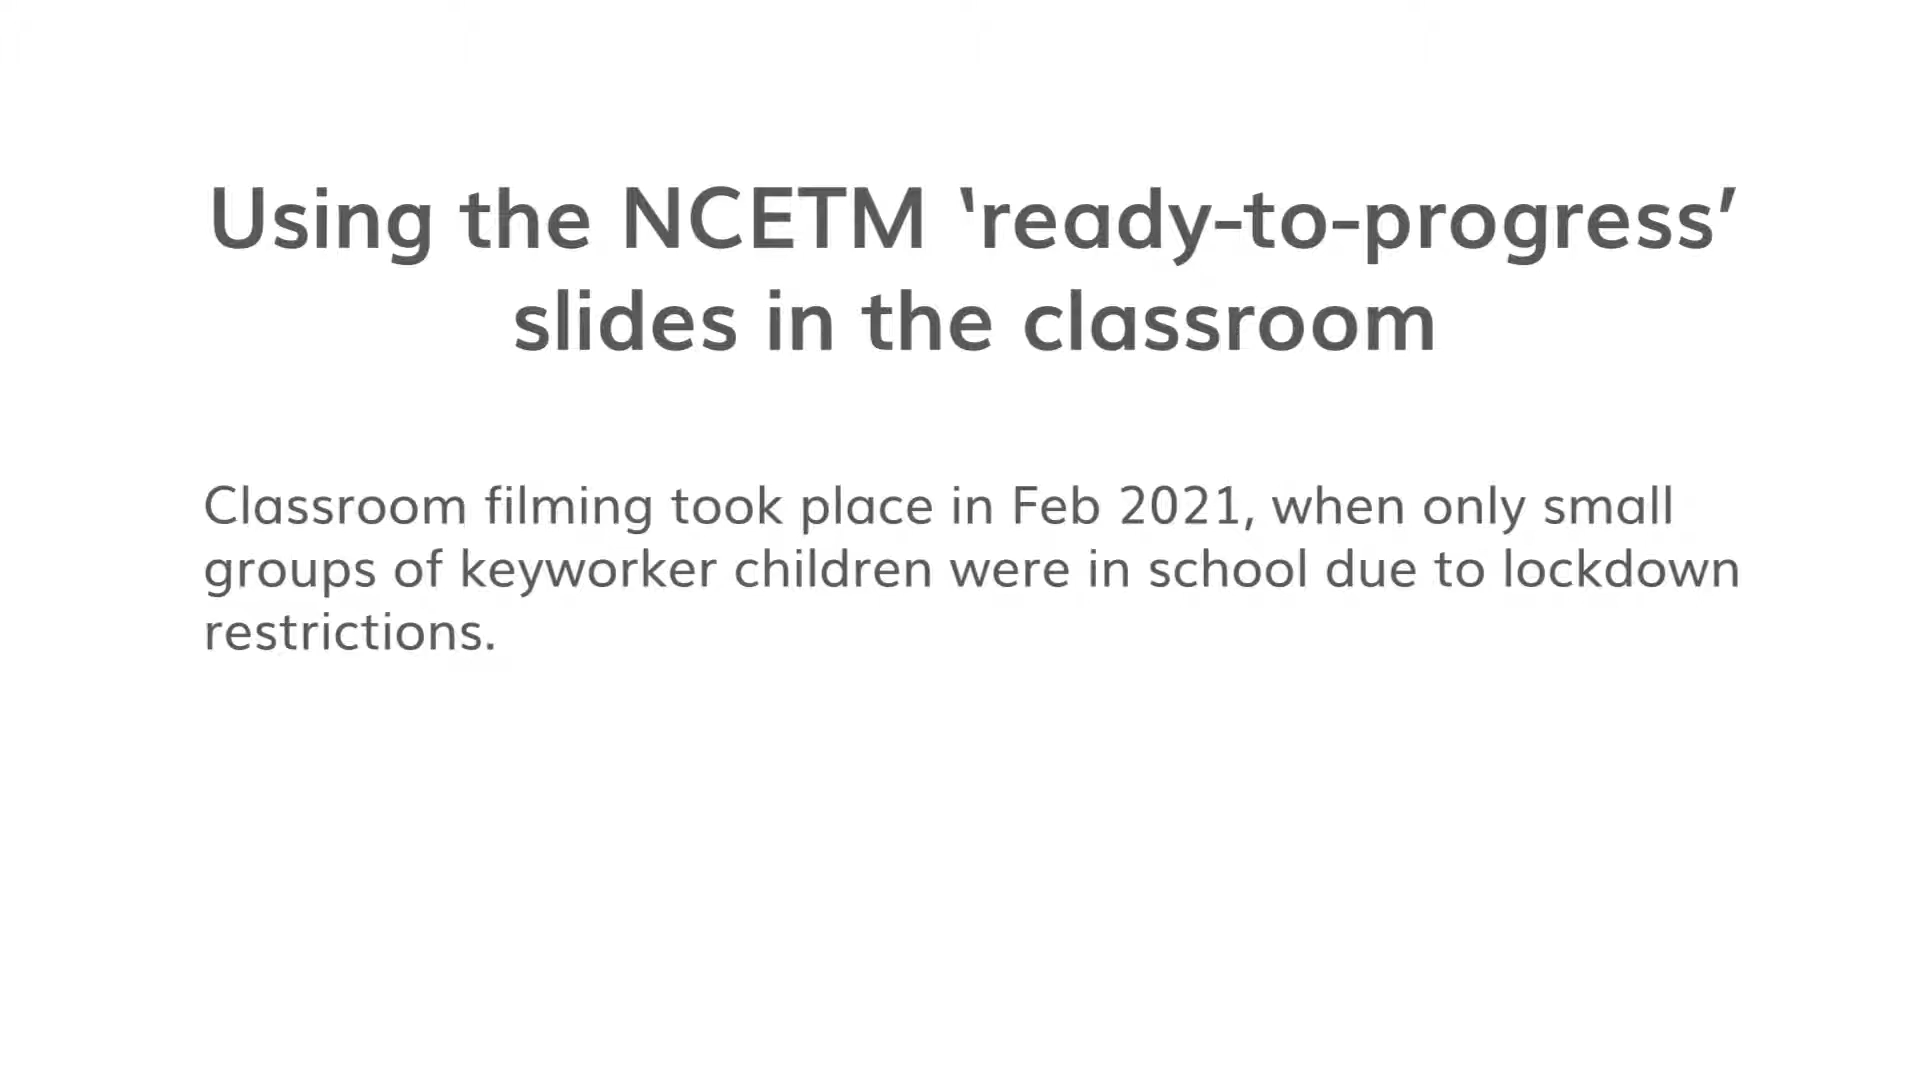 Using the NCETM ‘ready-to-progress’
slides in the classroom
Classroom filming took place in Feb 2021, when only small
groups of keyworker children were in school due to lockdown
restrictions.